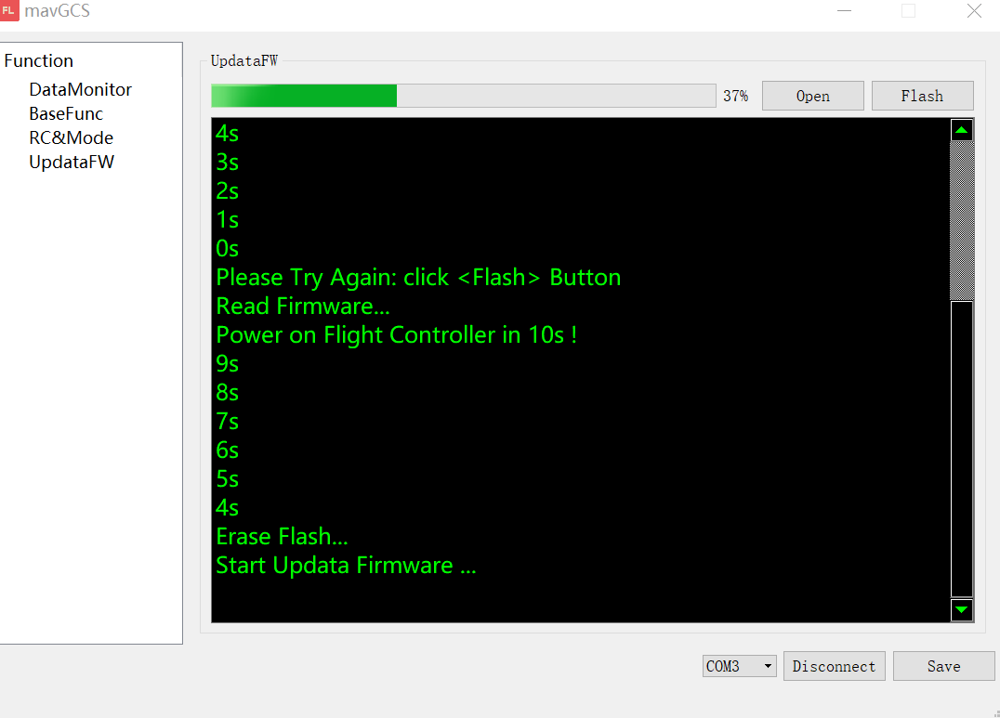 FL mavGCS
Function
DataMonitor
BaseFunc
RC&Mode
UpdataFW
UpdataFW
37% Open Flash
4s
3s
2s
1s
0s
Please Try Again: click <Flash> Button
Read Firmware...
Power on Flight Controller in 10s !
9s
8s
7s
6s
5s
4s
Erase Flash...
Start Updata Firmware ...
COM3 Disconnect Save